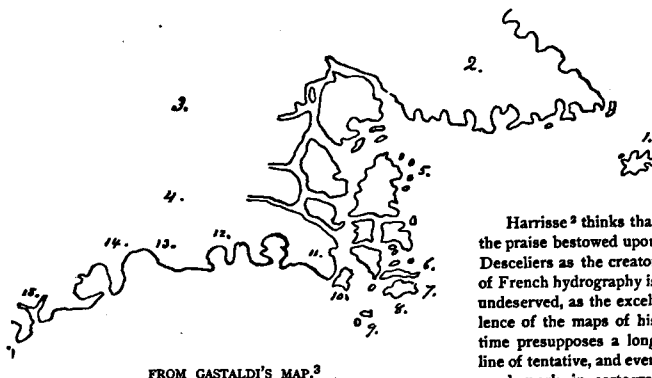 2.
3.
1.
5.
4.
14.
13.
12.
11.
6.
7.
8.
10.
9.
15.
FROM GASTALDI'S MAP.³
Harrisse² thinks that
the praise bestowed upon
Desceliers as the creator
of French hydrography is
undeserved, as the excel-
lence of the maps of his
time presupposes a long
line of tentative, and even